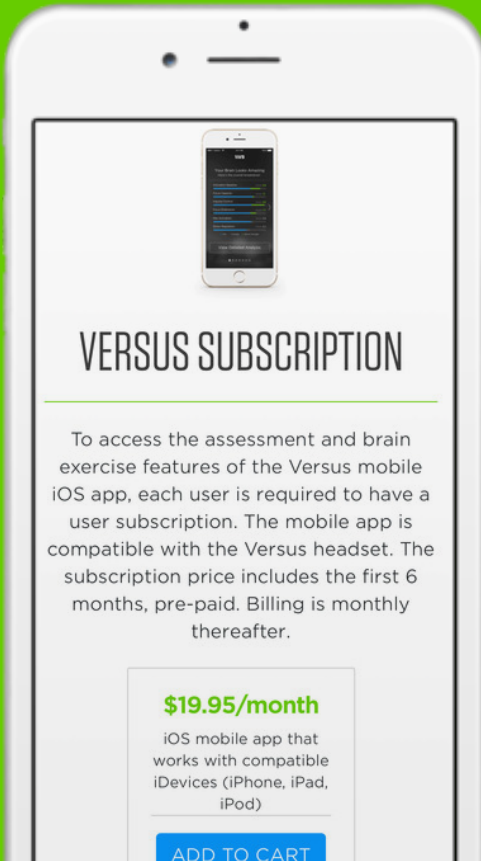 VERSUS SUBSCRIPTION
To access the assessment and brain
exercise features of the Versus mobile
iOS app, each user is required to have a
user subscription. The mobile app is
compatible with the Versus headset. The
subscription price includes the first 6
months, pre-paid. Billing is monthly
thereafter.
$19.95/month
iOS mobile app that
works with compatible
iDevices (iPhone, iPad,
iPod)
ADD TO CART